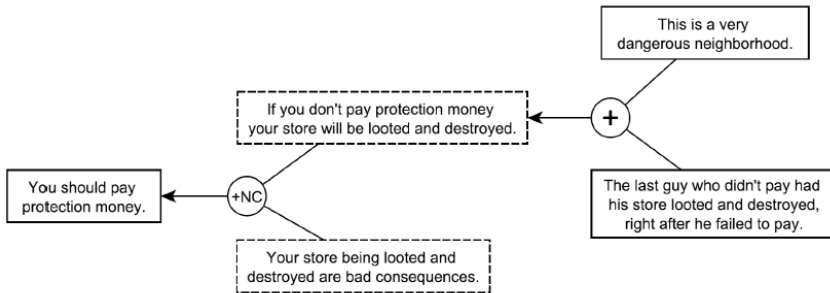 This is a very
dangerous neighborhood.
If you don't pay protection money
your store will be looted and destroyed.
+
You should pay
protection money.
+NC
The last guy who didn't pay had
his store looted and destroyed,
right after he failed to pay.
Your store being looted and
destroyed are bad consequences.